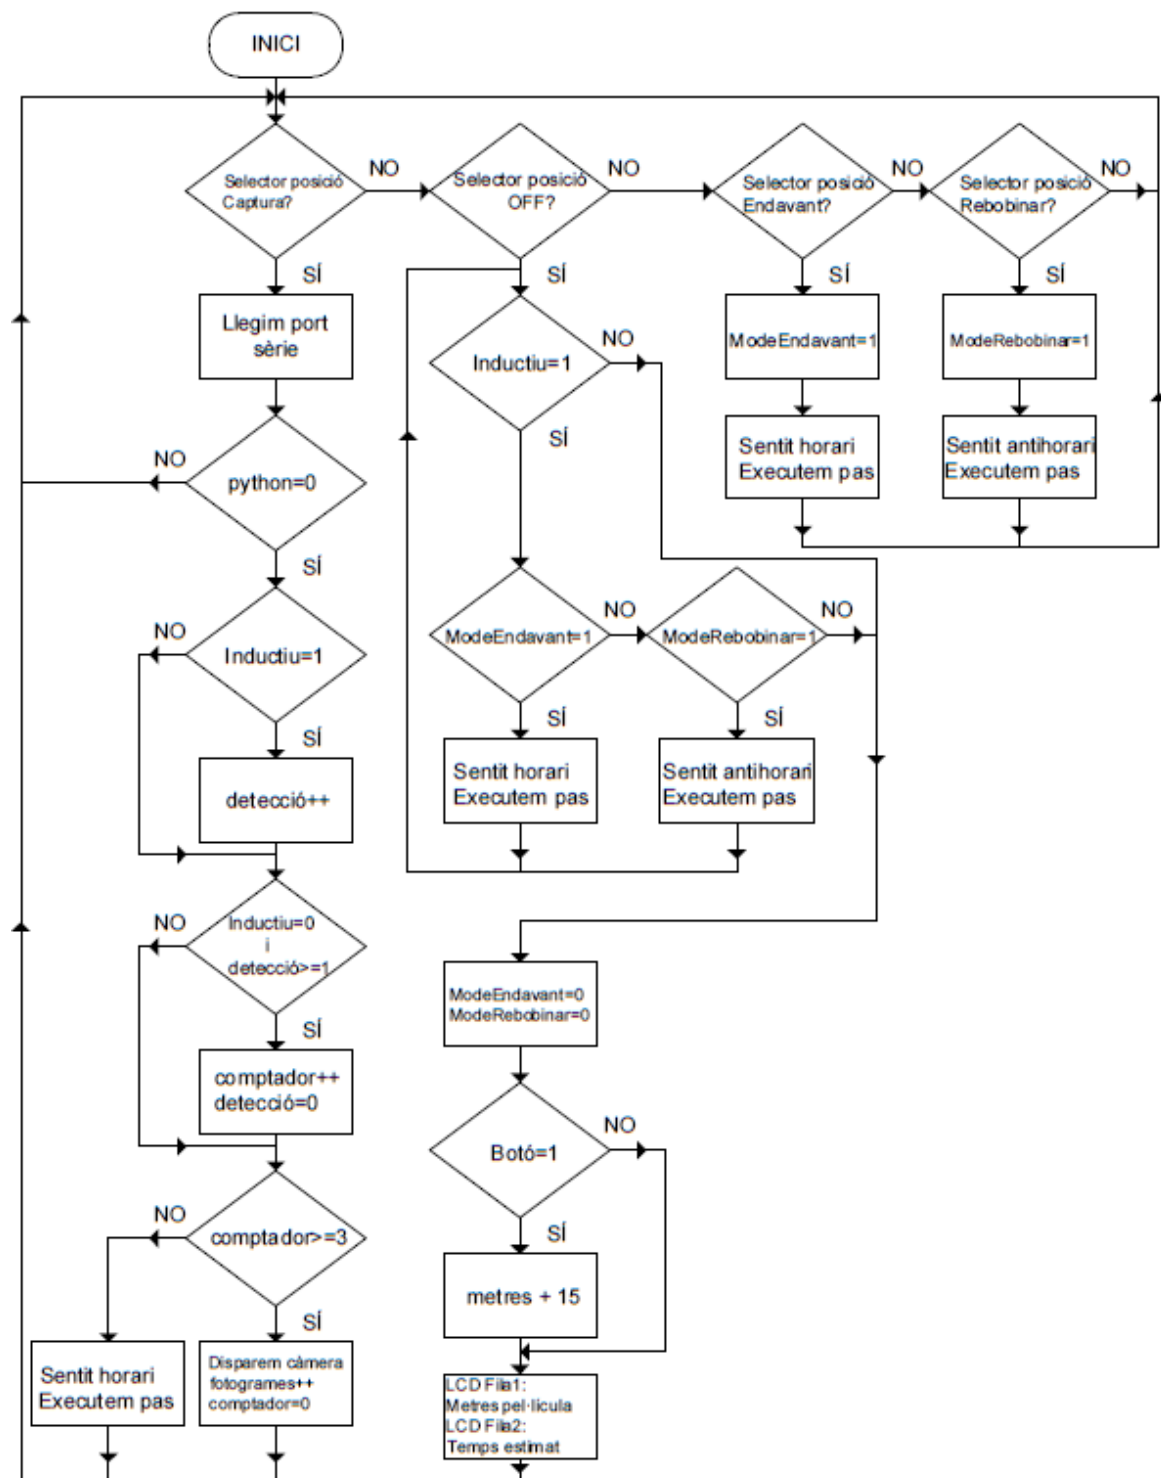 INICI
Selector posició
Captura?
NO
Selector posició
OFF?
NO
Selector posició
Endavant?
NO
Selector posició
Rebobinar?
NO
SÍ
SÍ
SÍ
SÍ
Llegim port
sèrie
Inductiu=1
NO
SÍ
ModeEndavant=1
ModeRebobinar=1
Sentit horari
Executem pas
Sentit antihorari
Executem pas
NO
python=0
SÍ
NO
Inductiu=1
SÍ
ModeEndavant=1
NO
ModeRebobinar=1
NO
SÍ
SÍ
Sentit horari
Executem pas
Sentit antihorari
Executem pas
detecció++
NO
Inductiu=0
i
detecció>=1
SÍ
comptador++
detecció=0
ModeEndavant=0
ModeRebobinar=0
Botó=1
NO
SÍ
metres + 15
NO
comptador>=3
SÍ
Sentit horari
Executem pas
Disparem càmera
fotogrames++
comptador=0
LCD Fila1:
Metres pel·lícula
LCD Fila2:
Temps estimat